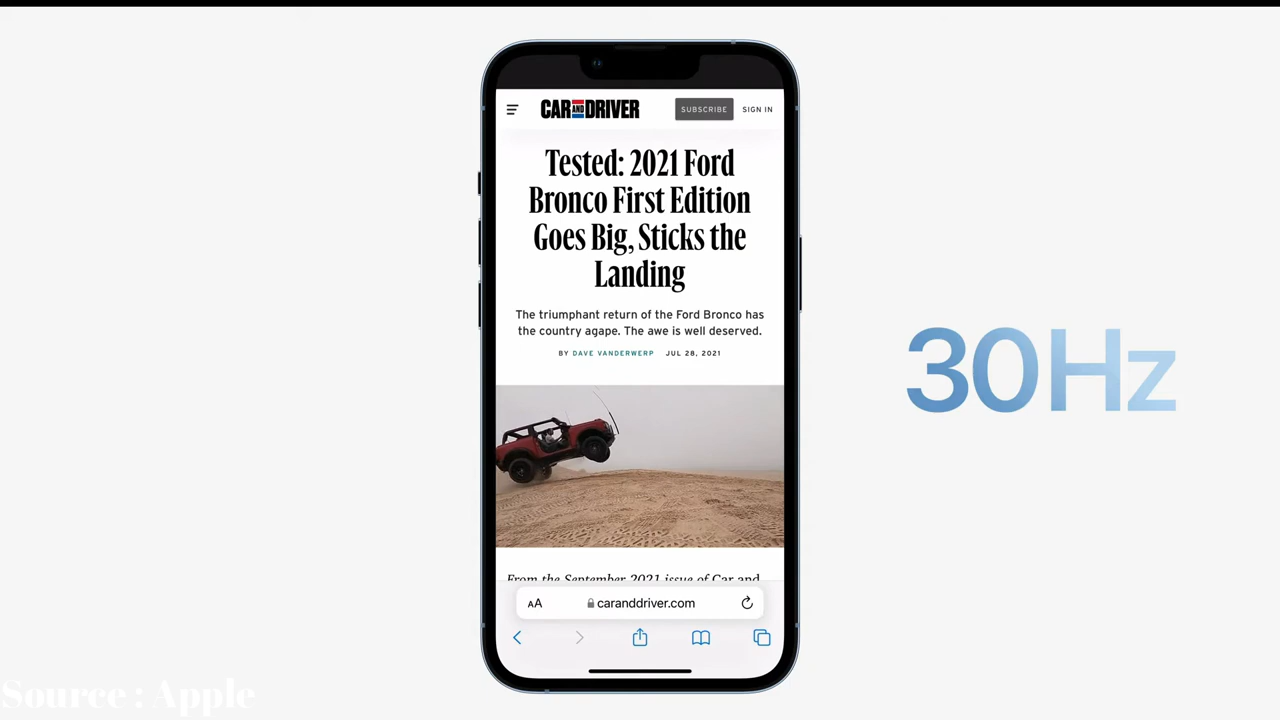 CAR AND DRIVER
SUBSCRIBE
SIGN IN
Tested: 2021 Ford
Bronco First Edition
Goes Big, Sticks the
Landing
The triumphant return of the Ford Bronco has
the country agape. The awe is well deserved.
BY DAVE VANDERWERP JUL 28, 2021
30Hz
From the September 2021 issue of Car and
AA
caranddriver.com
Source : Apple